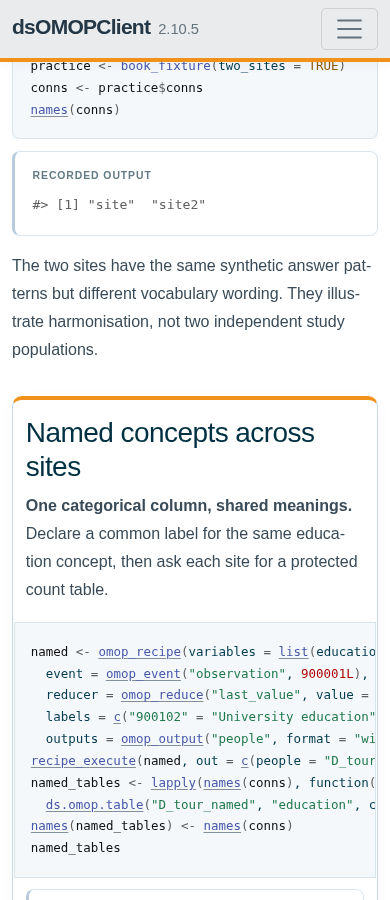 dsOMOPClient 2.10.5
practice <- book_fixture(two_sites = TRUE)
conns <- practice$conns
names(conns)
RECORDED OUTPUT
#> [1] "site"  "site2"
The two sites have the same synthetic answer pat-
terns but different vocabulary wording. They illus-
trate harmonisation, not two independent study
populations.
Named concepts across
sites
One categorical column, shared meanings.
Declare a common label for the same educa-
tion concept, then ask each site for a protected
count table.
named <- omop_recipe(variables = list(educatio
  event = omop_event("observation", 900001L),
  reducer = omop_reduce("last_value", value =
  labels = c("900102" = "University education"
  outputs = omop_output("people", format = "wi
recipe_execute(named, out = c(people = "D_tour
named_tables <- lapply(names(conns), function(
  ds.omop.table("D_tour_named", "education", c
names(named_tables) <- names(conns)
named_tables